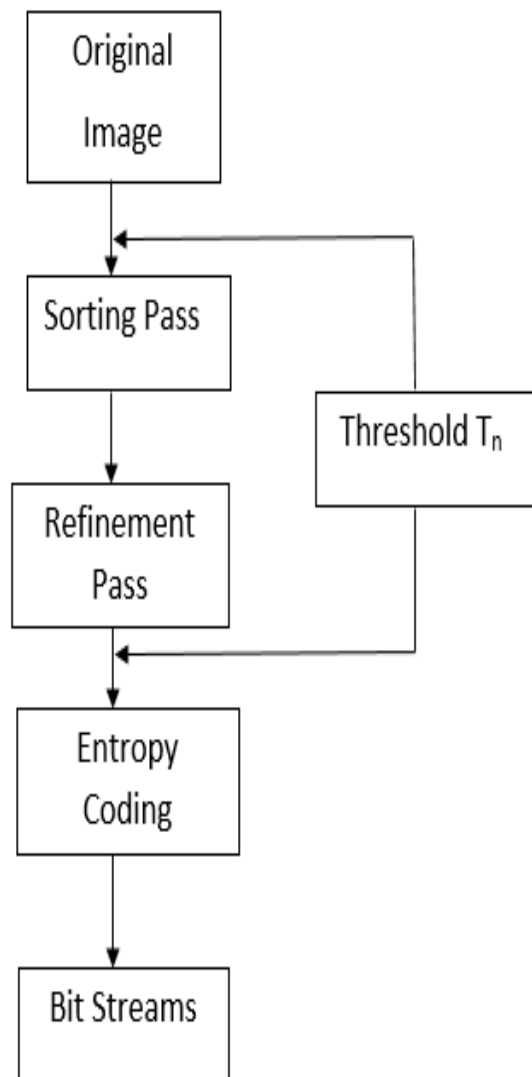 Original
Image
Sorting Pass
Threshold Tₙ
Refinement
Pass
Entropy
Coding
Bit Streams